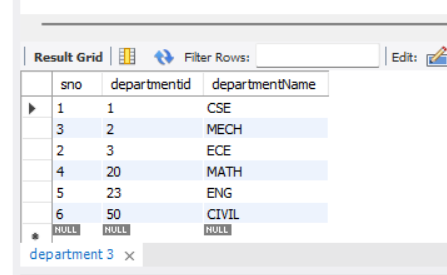 Result Grid Filter Rows: Edit:
sno departmentid departmentName
1 1 CSE
3 2 MECH
2 3 ECE
4 20 MATH
5 23 ENG
6 50 CIVIL
NULL NULL NULL
department 3 ×